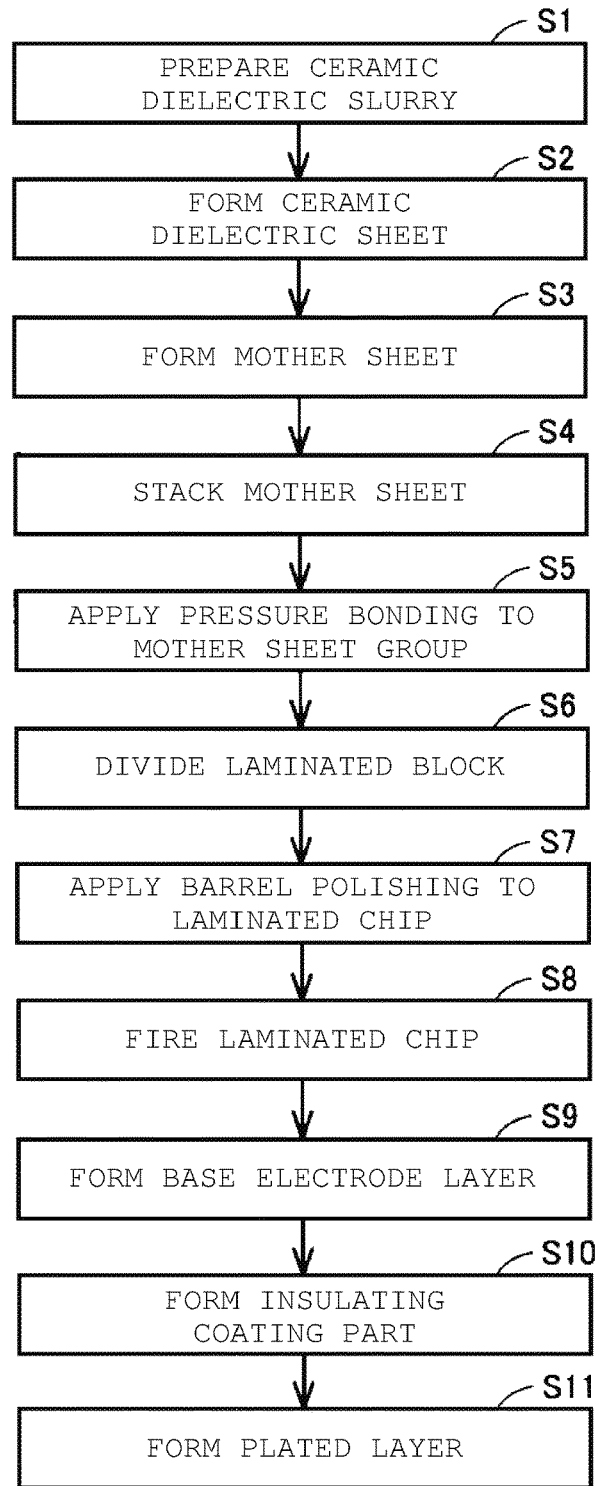 S1
PREPARE CERAMIC
DIELECTRIC SLURRY
S2
FORM CERAMIC
DIELECTRIC SHEET
S3
FORM MOTHER SHEET
S4
STACK MOTHER SHEET
S5
APPLY PRESSURE BONDING TO
MOTHER SHEET GROUP
S6
DIVIDE LAMINATED BLOCK
S7
APPLY BARREL POLISHING TO
LAMINATED CHIP
S8
FIRE LAMINATED CHIP
S9
FORM BASE ELECTRODE LAYER
S10
FORM INSULATING
COATING PART
S11
FORM PLATED LAYER